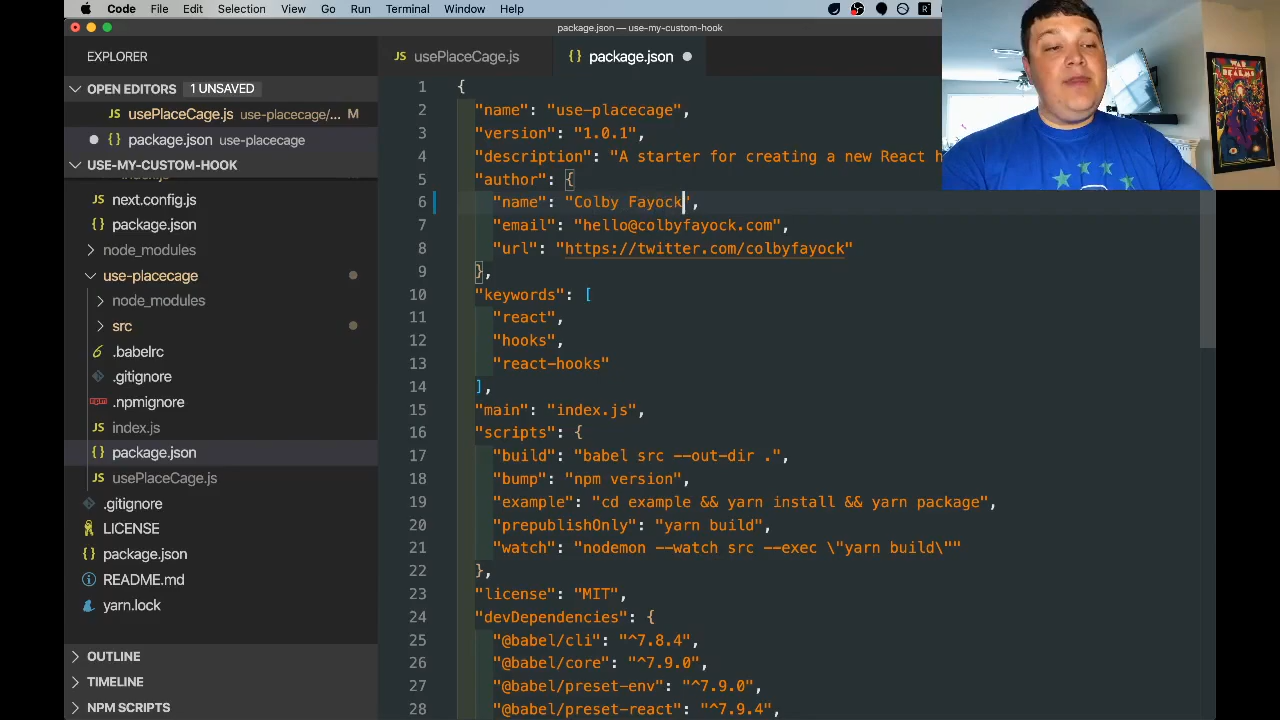 Code File Edit Selection View Go Run Terminal Window Help
package.json — use-my-custom-hook
EXPLORER
OPEN EDITORS 1 UNSAVED
JS usePlaceCage.js use-placecage/... M
{} package.json use-placecage
USE-MY-CUSTOM-HOOK
next.config.js
package.json
node_modules
use-placecage
node_modules
src
.babelrc
.gitignore
.npmignore
JS index.js
{} package.json
JS usePlaceCage.js
.gitignore
LICENSE
package.json
README.md
yarn.lock
OUTLINE
TIMELINE
NPM SCRIPTS
JS usePlaceCage.js {} package.json
1 {
2 "name": "use-placecage",
3 "version": "1.0.1",
4 "description": "A starter for creating a new React h
5 "author": {
6 "name": "Colby Fayock",
7 "email": "hello@colbyfayock.com",
8 "url": "https://twitter.com/colbyfayock"
9 },
10 "keywords": [
11 "react",
12 "hooks",
13 "react-hooks"
14 ],
15 "main": "index.js",
16 "scripts": {
17 "build": "babel src --out-dir .",
18 "bump": "npm version",
19 "example": "cd example && yarn install && yarn package",
20 "prepublishOnly": "yarn build",
21 "watch": "nodemon --watch src --exec \"yarn build\""
22 },
23 "license": "MIT",
24 "devDependencies": {
25 "@babel/cli": "^7.8.4",
26 "@babel/core": "^7.9.0",
27 "@babel/preset-env": "^7.9.0",
28 "@babel/preset-react": "^7.9.4",